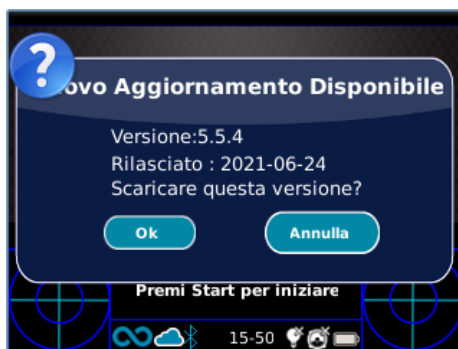 ovo Aggiornamento Disponibile
Versione:5.5.4
Rilasciato : 2021-06-24
Scaricare questa versione?
Ok
Annulla
Premi Start per iniziare
15-50